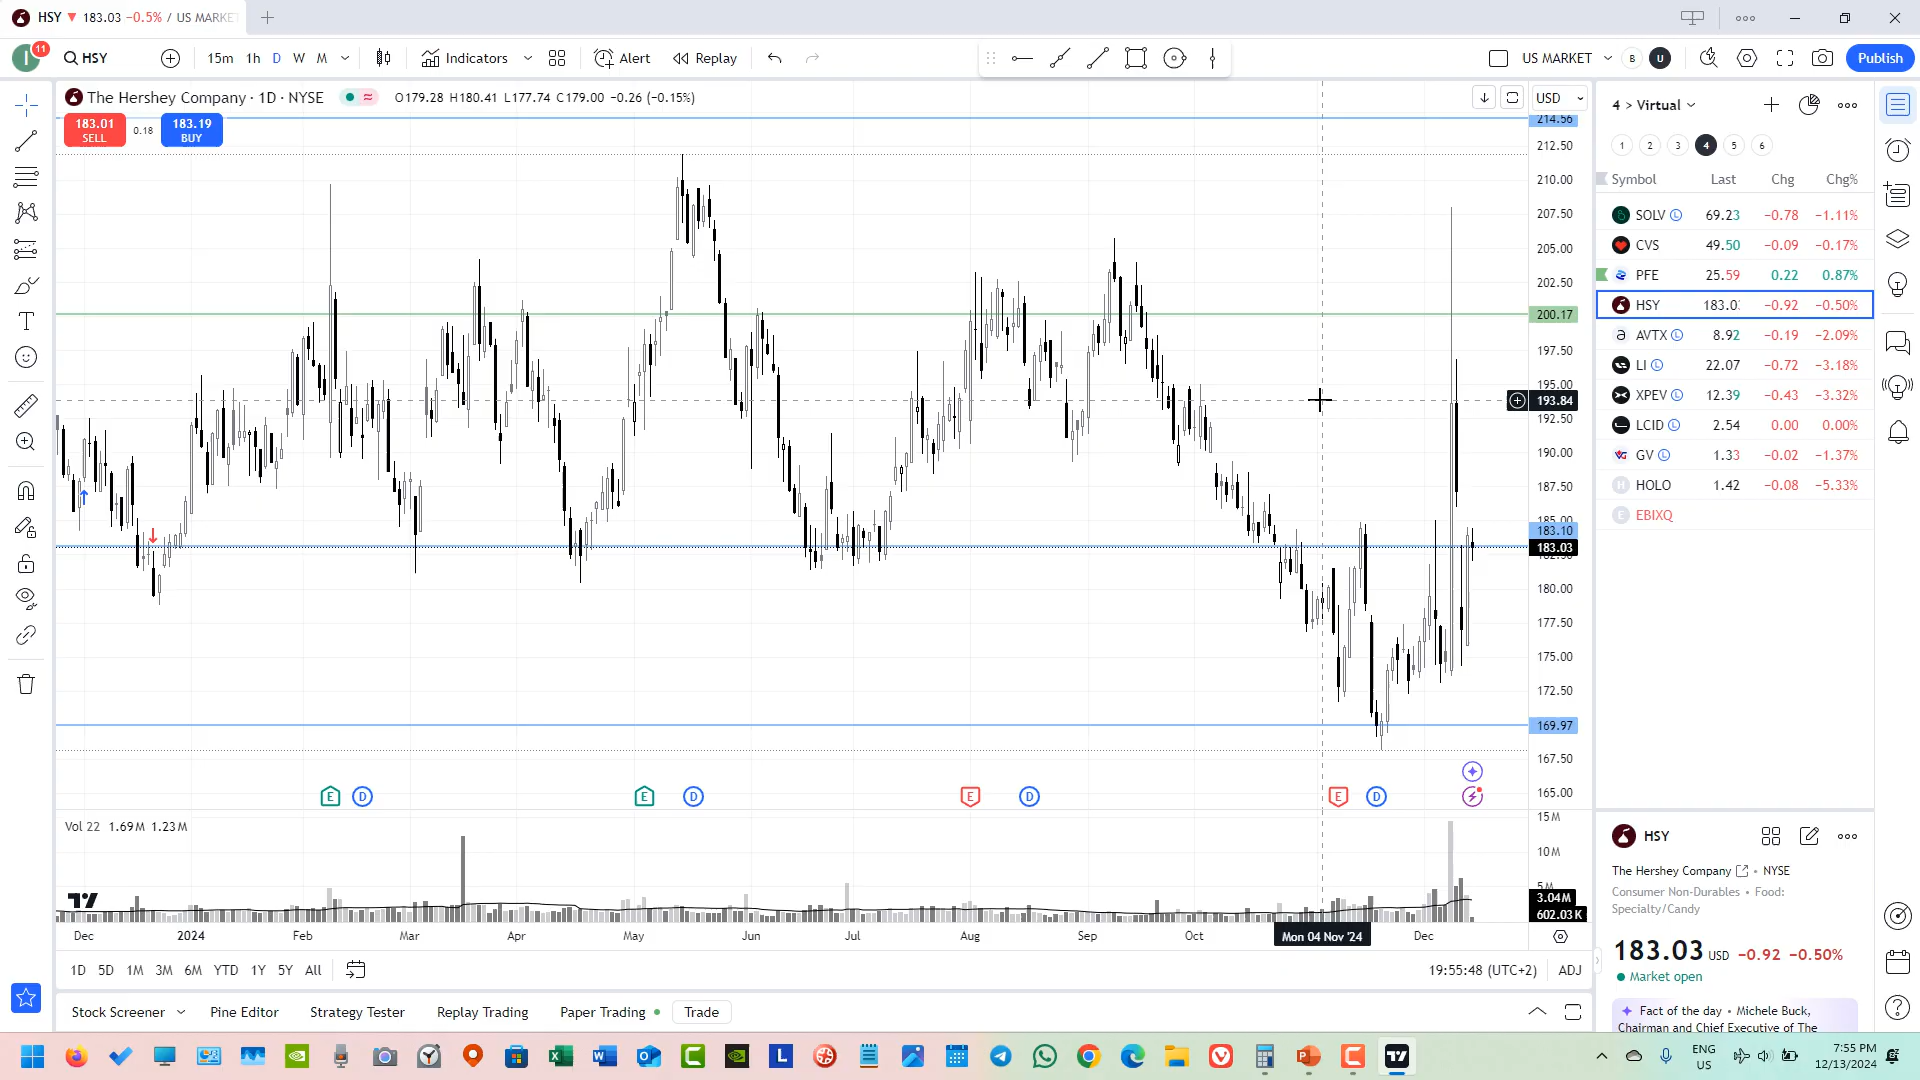 HSY ▼ 183.03 −0.5% / US MARKE
11
HSY
15m 1h D W M
Indicators
Alert
Replay
US MARKET
B U
Publish
The Hershey Company · 1D · NYSE
O179.28 H180.41 L177.74 C179.00 −0.26 (−0.15%)
183.01
SELL
0.18
183.19
BUY
USD
214.56
212.50
210.00
207.50
205.00
202.50
200.17
197.50
195.00
193.84
192.50
190.00
187.50
185.00
183.10
183.03
182.50
180.00
177.50
175.00
172.50
169.97
167.50
165.00
E D E D E D E D
Vol 22 1.69M 1.23M
15M
10M
5M
3.04M
602.03K
Dec 2024 Feb Mar Apr May Jun Jul Aug Sep Oct Mon 04 Nov '24 Dec
1D 5D 1M 3M 6M YTD 1Y 5Y All
19:55:48 (UTC+2) ADJ
Stock Screener Pine Editor Strategy Tester Replay Trading Paper Trading Trade
4 > Virtual
1 2 3 4 5 6
Symbol Last Chg Chg%
SOLV L 69.23 −0.78 −1.11%
CVS 49.50 −0.09 −0.17%
PFE 25.59 0.22 0.87%
HSY 183.03 −0.92 −0.50%
AVTX L 8.92 −0.19 −2.09%
LI L 22.07 −0.72 −3.18%
XPEV L 12.39 −0.43 −3.32%
LCID L 2.54 0.00 0.00%
GV L 1.33 −0.02 −1.37%
H HOLO 1.42 −0.08 −5.33%
E EBIXQ
HSY
The Hershey Company • NYSE
Consumer Non-Durables • Food:
Specialty/Candy
183.03 USD −0.92 −0.50%
Market open
Fact of the day • Michele Buck,
Chairman and Chief Executive of The
ENG
US
7:55 PM
12/13/2024